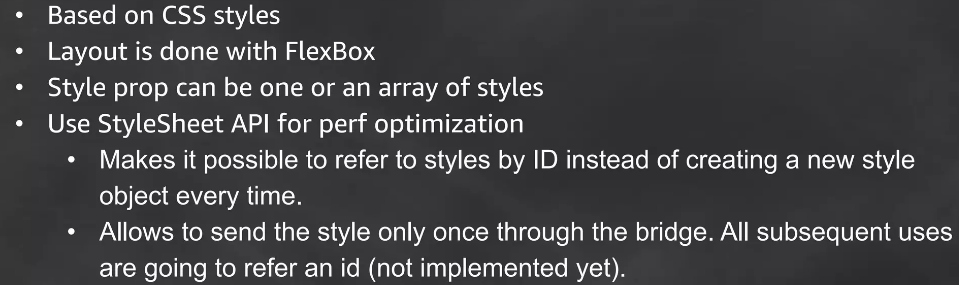 • Based on CSS styles
• Layout is done with FlexBox
• Style prop can be one or an array of styles
• Use StyleSheet API for perf optimization
• Makes it possible to refer to styles by ID instead of creating a new style
object every time.
• Allows to send the style only once through the bridge. All subsequent uses
are going to refer an id (not implemented yet).